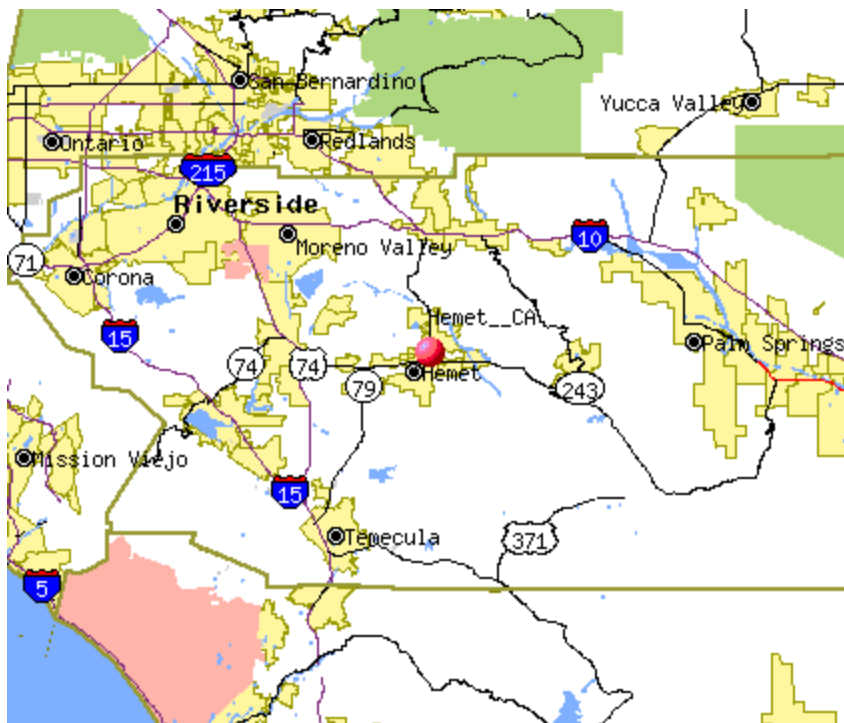 San Bernardino
Yucca Valley
Ontario
Redlands
215
Riverside
10
Moreno Valley
71
Corona
Hemet__CA
15
Palm Springs
74
74
Hemet
79
243
Mission Viejo
15
Temecula
371
5